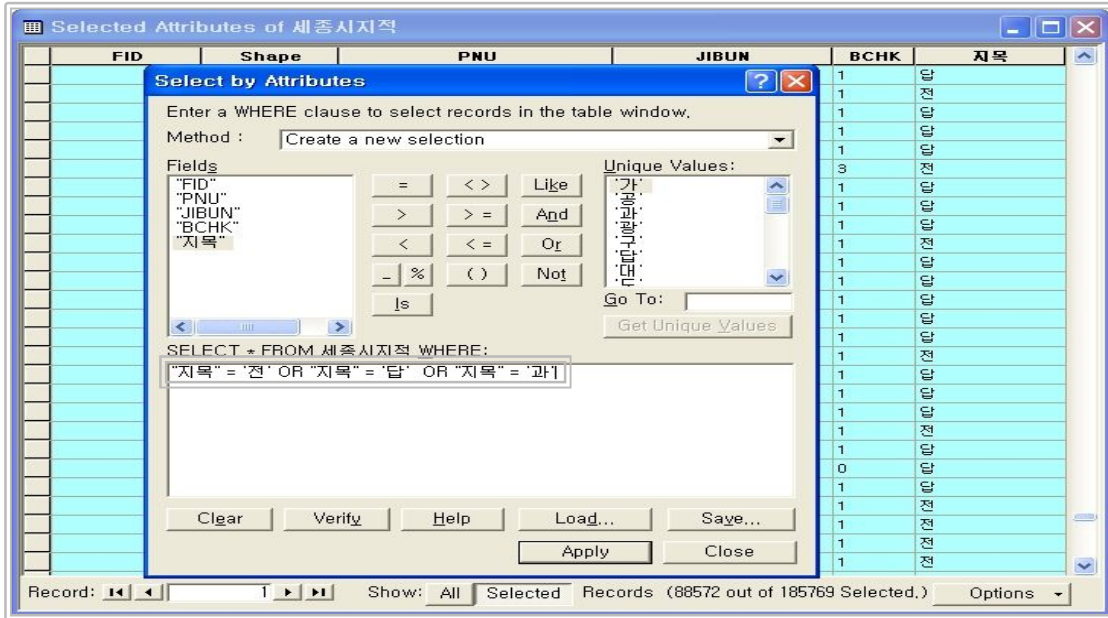 Selected Attributes of 세종시지적
FID Shape PNU JIBUN BCHK 지목
Select by Attributes
Enter a WHERE clause to select records in the table window.
Method : Create a new selection
Fields
"FID"
"PNU"
"JIBUN"
"BCHK"
"지목"
= < > Like
> > = And
< < = Or
_ % ( ) Not
Is
Unique Values:
'가'
'공'
'과'
'광'
'구'
'답'
'대'
Go To:
Get Unique Values
SELECT * FROM 세종시지적 WHERE:
"지목" = '전' OR "지목" = '답' OR "지목" = '과'
Clear Verify Help Load... Save...
Apply Close
1 답
1 전
1 답
1 답
1 답
3 전
1 답
1 답
1 답
1 전
1 답
1 답
1 답
1 답
1 답
1 전
1 답
1 답
1 답
1 전
1 답
0 답
1 답
1 전
1 전
1 전
1 전
Record: 1 Show: All Selected Records (88572 out of 185769 Selected.) Options